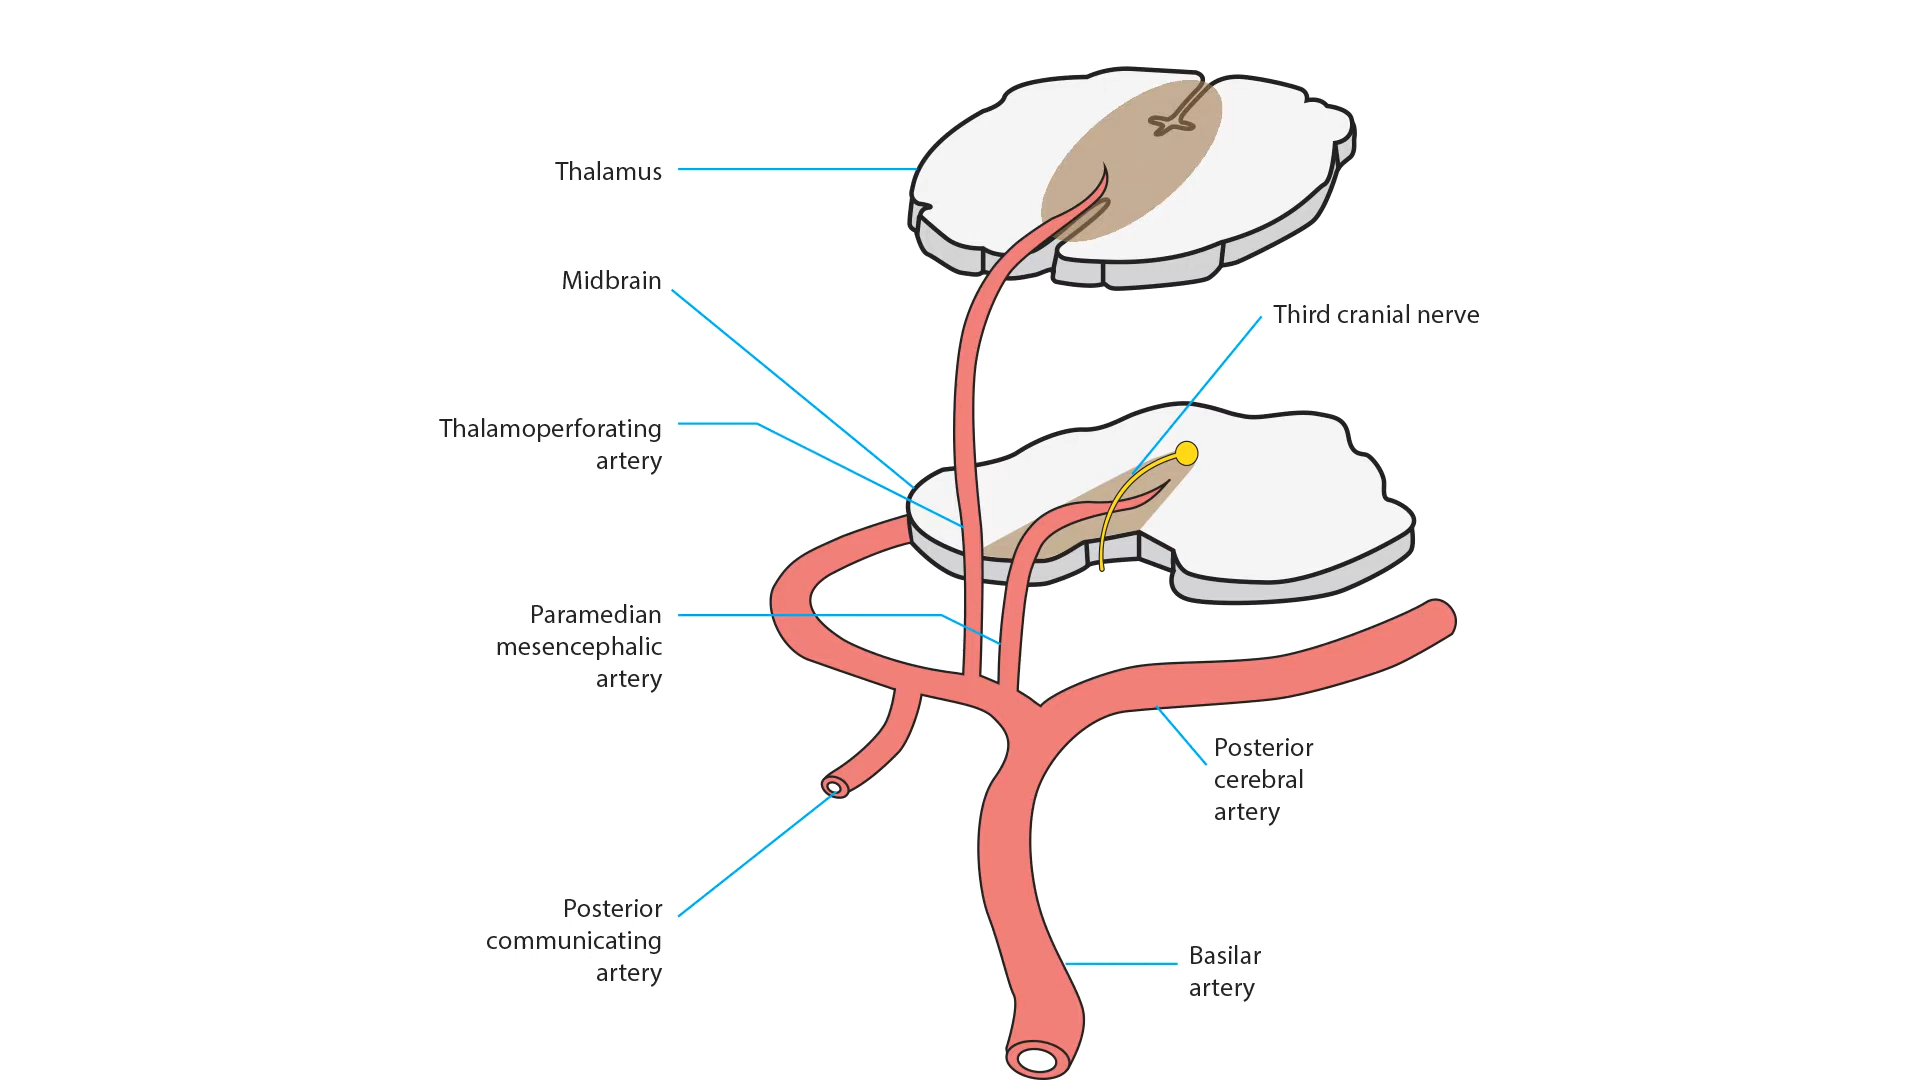 Thalamus
Midbrain
Third cranial nerve
Thalamoperforating
artery
Paramedian
mesencephalic
artery
Posterior
cerebral
artery
Posterior
communicating
artery
Basilar
artery